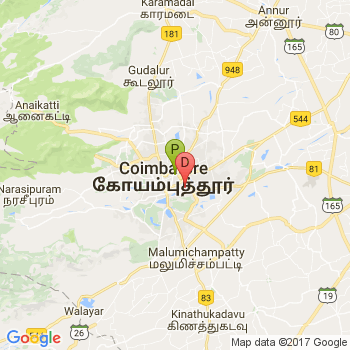 Karamadai
காரமடை
Annur
அன்னூர்
80
181
165
Gudalur
கூடலூர்
948
Anaikatti
ஆனைகட்டி
544
P
Coimbatore
D
கோயம்புத்தூர்
81
Narasipuram
நரசீபுரம்
165
Malumichampatty
மலுமிச்சம்பட்டி
Walayar
83
19
Kinathukadavu
கிணத்துகடவு
Google
Map data ©2017 Google